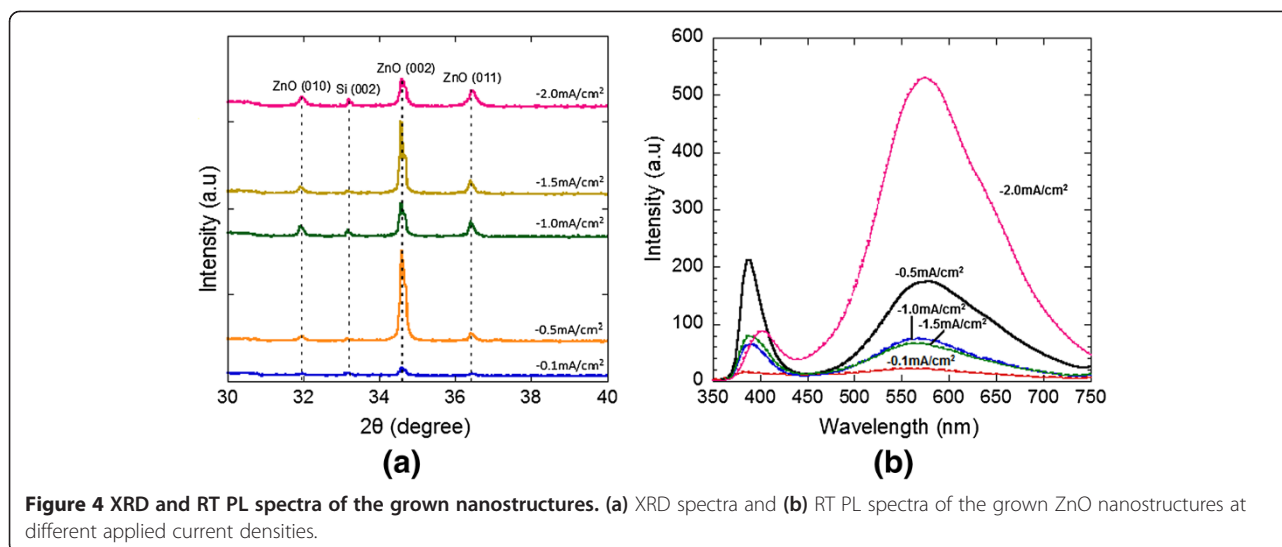 ZnO (010)
Si (002)
ZnO (002)
ZnO (011)
-2.0mA/cm²
-1.5mA/cm²
-1.0mA/cm²
-0.5mA/cm²
-0.1mA/cm²
Intensity (a.u)
30 32 34 36 38 40
2θ (degree)
(a)
600
500
400
300
200
100
0
Intensity (a.u)
-2.0mA/cm²
-0.5mA/cm²
-1.0mA/cm²
-1.5mA/cm²
-0.1mA/cm²
350 400 450 500 550 600 650 700 750
Wavelength (nm)
(b)
Figure 4 XRD and RT PL spectra of the grown nanostructures. (a) XRD spectra and (b) RT PL spectra of the grown ZnO nanostructures at
different applied current densities.